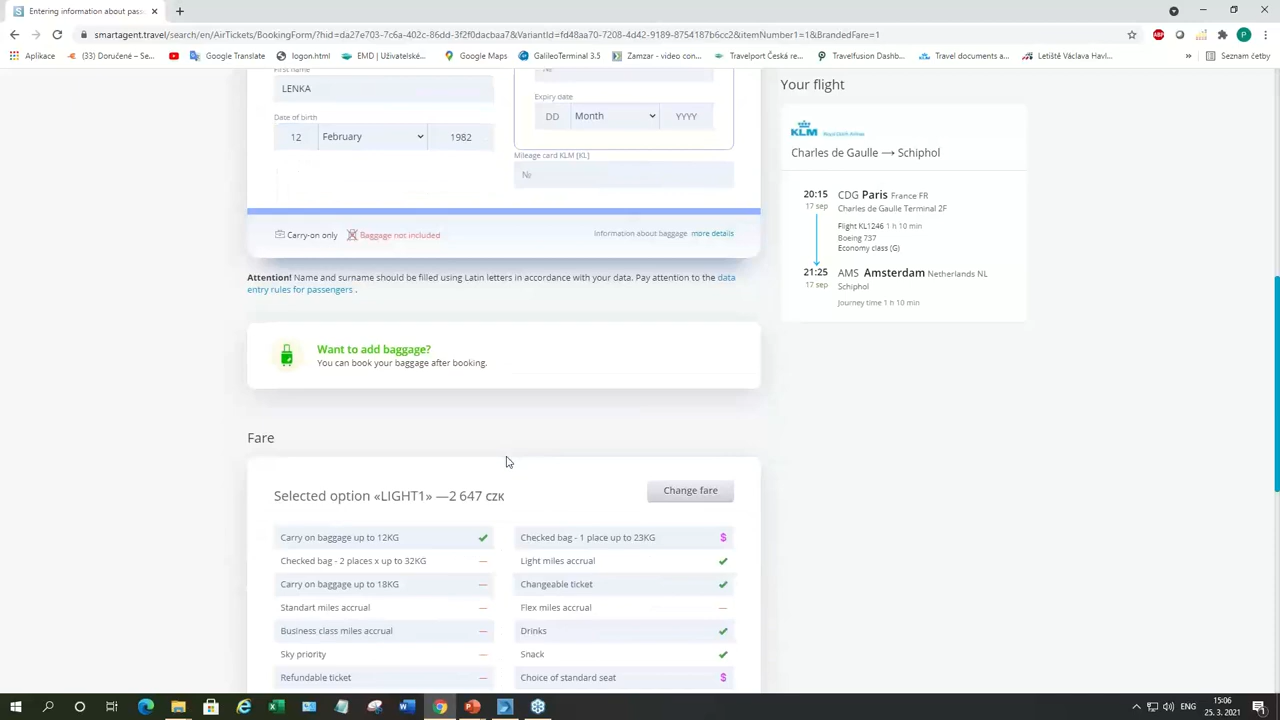 Entering information about pass
smartagent.travel/search/en/AirTickets/BookingForm/?hid=da27e703-7c6a-402c-86dd-3f2f0dacbaa7&VariantId=fd48aa70-7208-4d42-9189-8754187b6cc2&itemNumber1=1&BrandedFare=1
ABP
P
Aplikace
(33) Doručené – Se...
Google Translate
logon.html
EMD | Uživatelské...
Google Maps
GalileoTerminal 3.5
Zamzar - video con...
Travelport Česká re...
Travelfusion Dashb...
Travel documents a...
Letiště Václava Havl...
»
Seznam četby
First name
LENKA
Date of birth
12
February
1982
Expiry date
DD
Month
YYYY
Mileage card KLM (KL)
№
Carry-on only
Baggage not included
Information about baggage more details
Attention! Name and surname should be filled using Latin letters in accordance with your data. Pay attention to the data
entry rules for passengers .
Want to add baggage?
You can book your baggage after booking.
Fare
Selected option «LIGHT1» —2 647 CZK
Change fare
Carry on baggage up to 12KG
Checked bag - 1 place up to 23KG
$
Checked bag - 2 places x up to 32KG
—
Light miles accrual
Carry on baggage up to 18KG
—
Changeable ticket
Standart miles accrual
—
Flex miles accrual
—
Business class miles accrual
—
Drinks
Sky priority
—
Snack
Refundable ticket
—
Choice of standard seat
$
Your flight
KLM Royal Dutch Airlines
Charles de Gaulle → Schiphol
20:15
17 sep
CDG Paris France FR
Charles de Gaulle Terminal 2F
Flight KL1246 1 h 10 min
Boeing 737
Economy class (G)
21:25
17 sep
AMS Amsterdam Netherlands NL
Schiphol
Journey time 1 h 10 min
ENG
15:06
25. 3. 2021